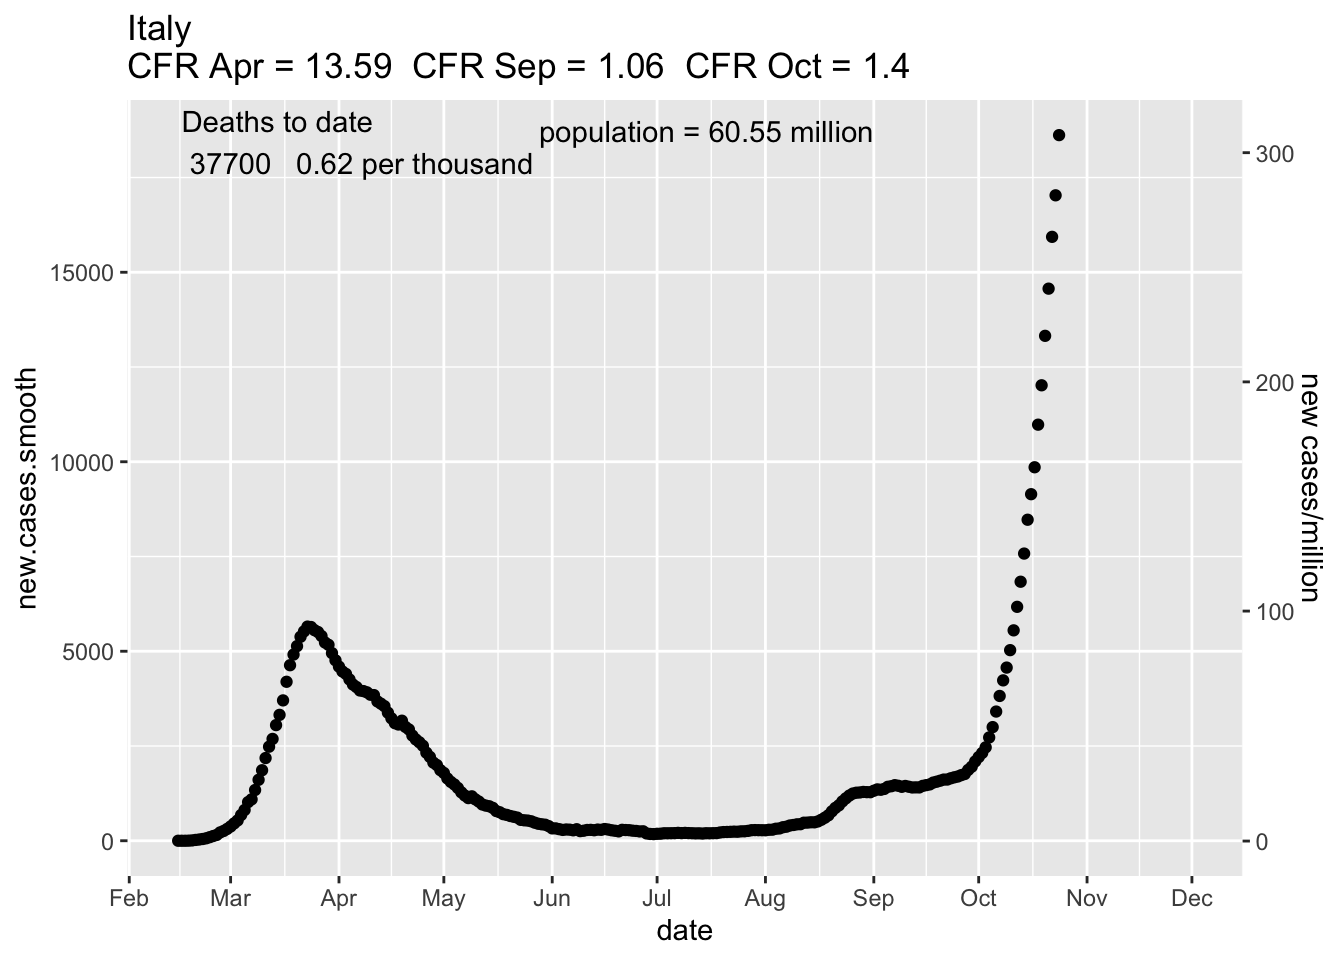 Italy
CFR Apr = 13.59  CFR Sep = 1.06  CFR Oct = 1.4
Deaths to date
37700   0.62 per thousand
population = 60.55 million
new.cases.smooth
15000
10000
5000
0
300
200
100
0
new cases/million
Feb Mar Apr May Jun Jul Aug Sep Oct Nov Dec
date